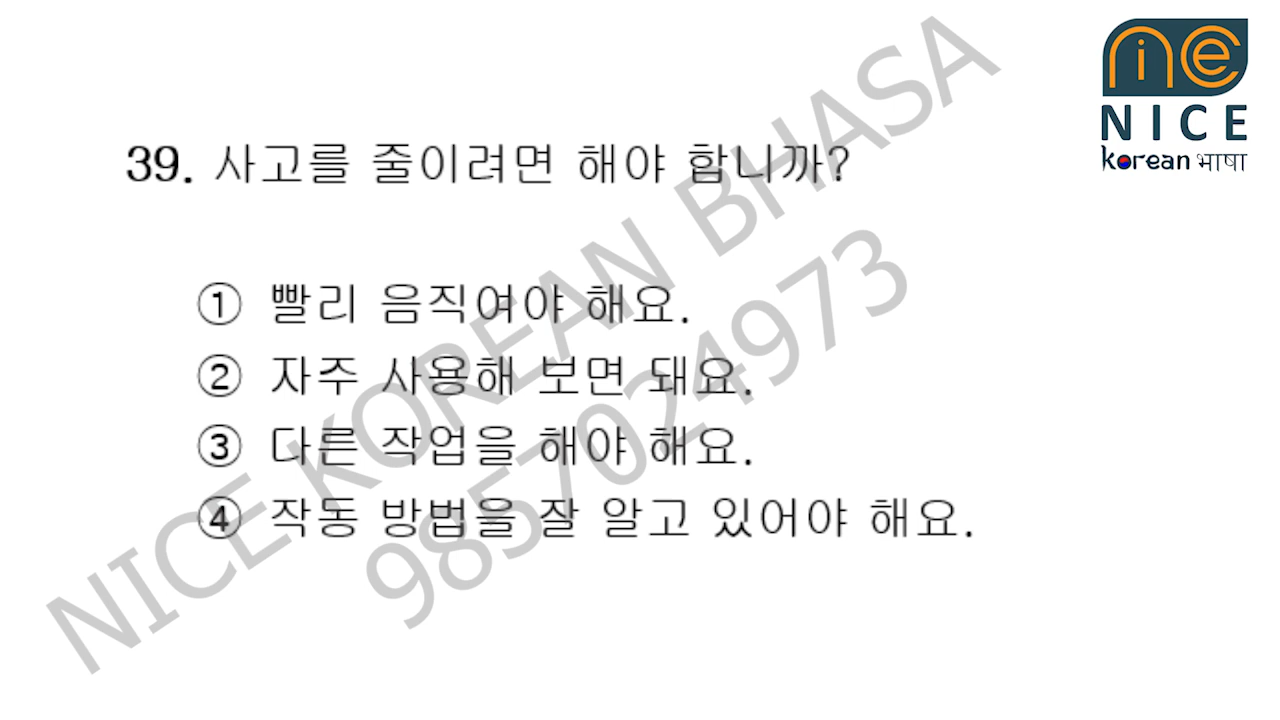 nie
NICE
korean भाषा
39. 사고를 줄이려면 해야 합니까?
① 빨리 움직여야 해요.
② 자주 사용해 보면 돼요.
③ 다른 작업을 해야 해요.
④ 작동 방법을 잘 알고 있어야 해요.
NICE KOREAN BHASA
9857024973